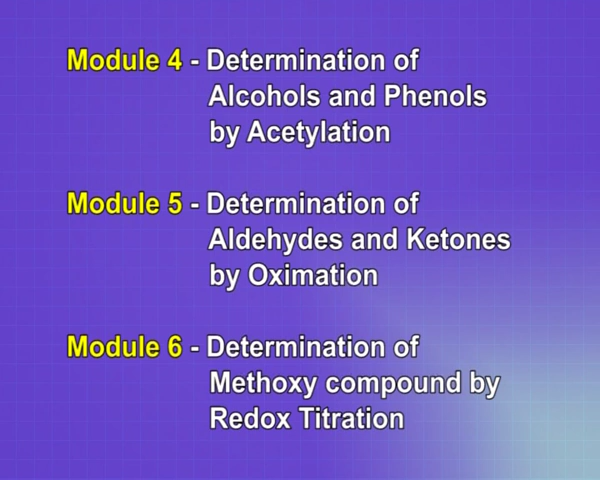 Module 4 - Determination of
Alcohols and Phenols
by Acetylation
Module 5 - Determination of
Aldehydes and Ketones
by Oximation
Module 6 - Determination of
Methoxy compound by
Redox Titration